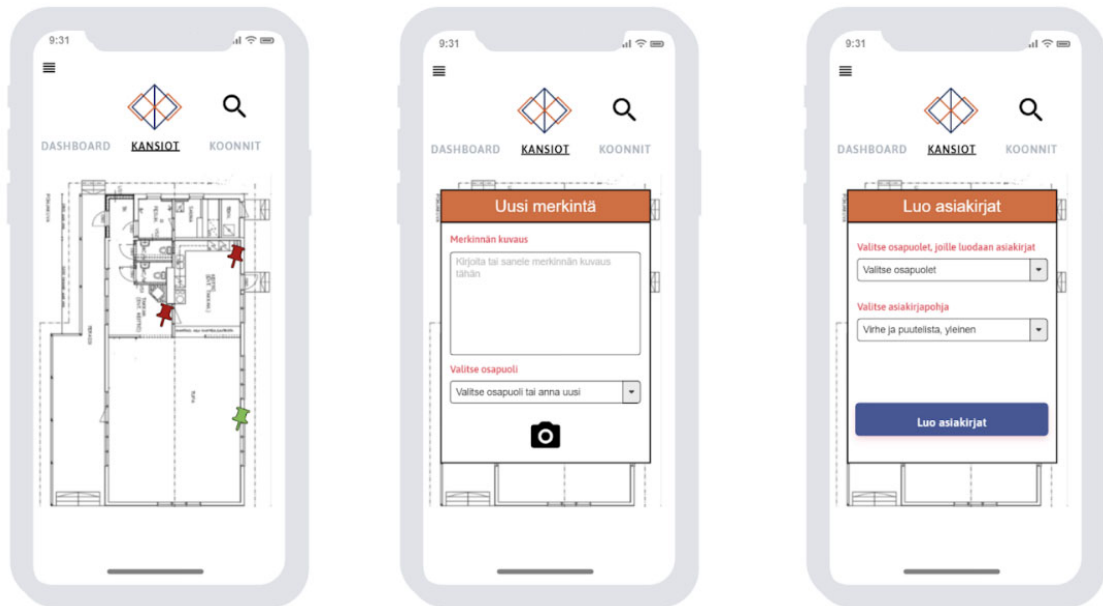 9:31
DASHBOARD KANSIOT KOONNIT
9:31
DASHBOARD KANSIOT KOONNIT
Uusi merkintä
Merkinnän kuvaus
Kirjoita tai sanele merkinnän kuvaus
tähän
Valitse osapuoli
Valitse osapuoli tai anna uusi
9:31
DASHBOARD KANSIOT KOONNIT
Luo asiakirjat
Valitse osapuolet, joille luodaan asiakirjat
Valitse osapuolet
Valitse asiakirjapohja
Virhe ja puutelista, yleinen
Luo asiakirjat